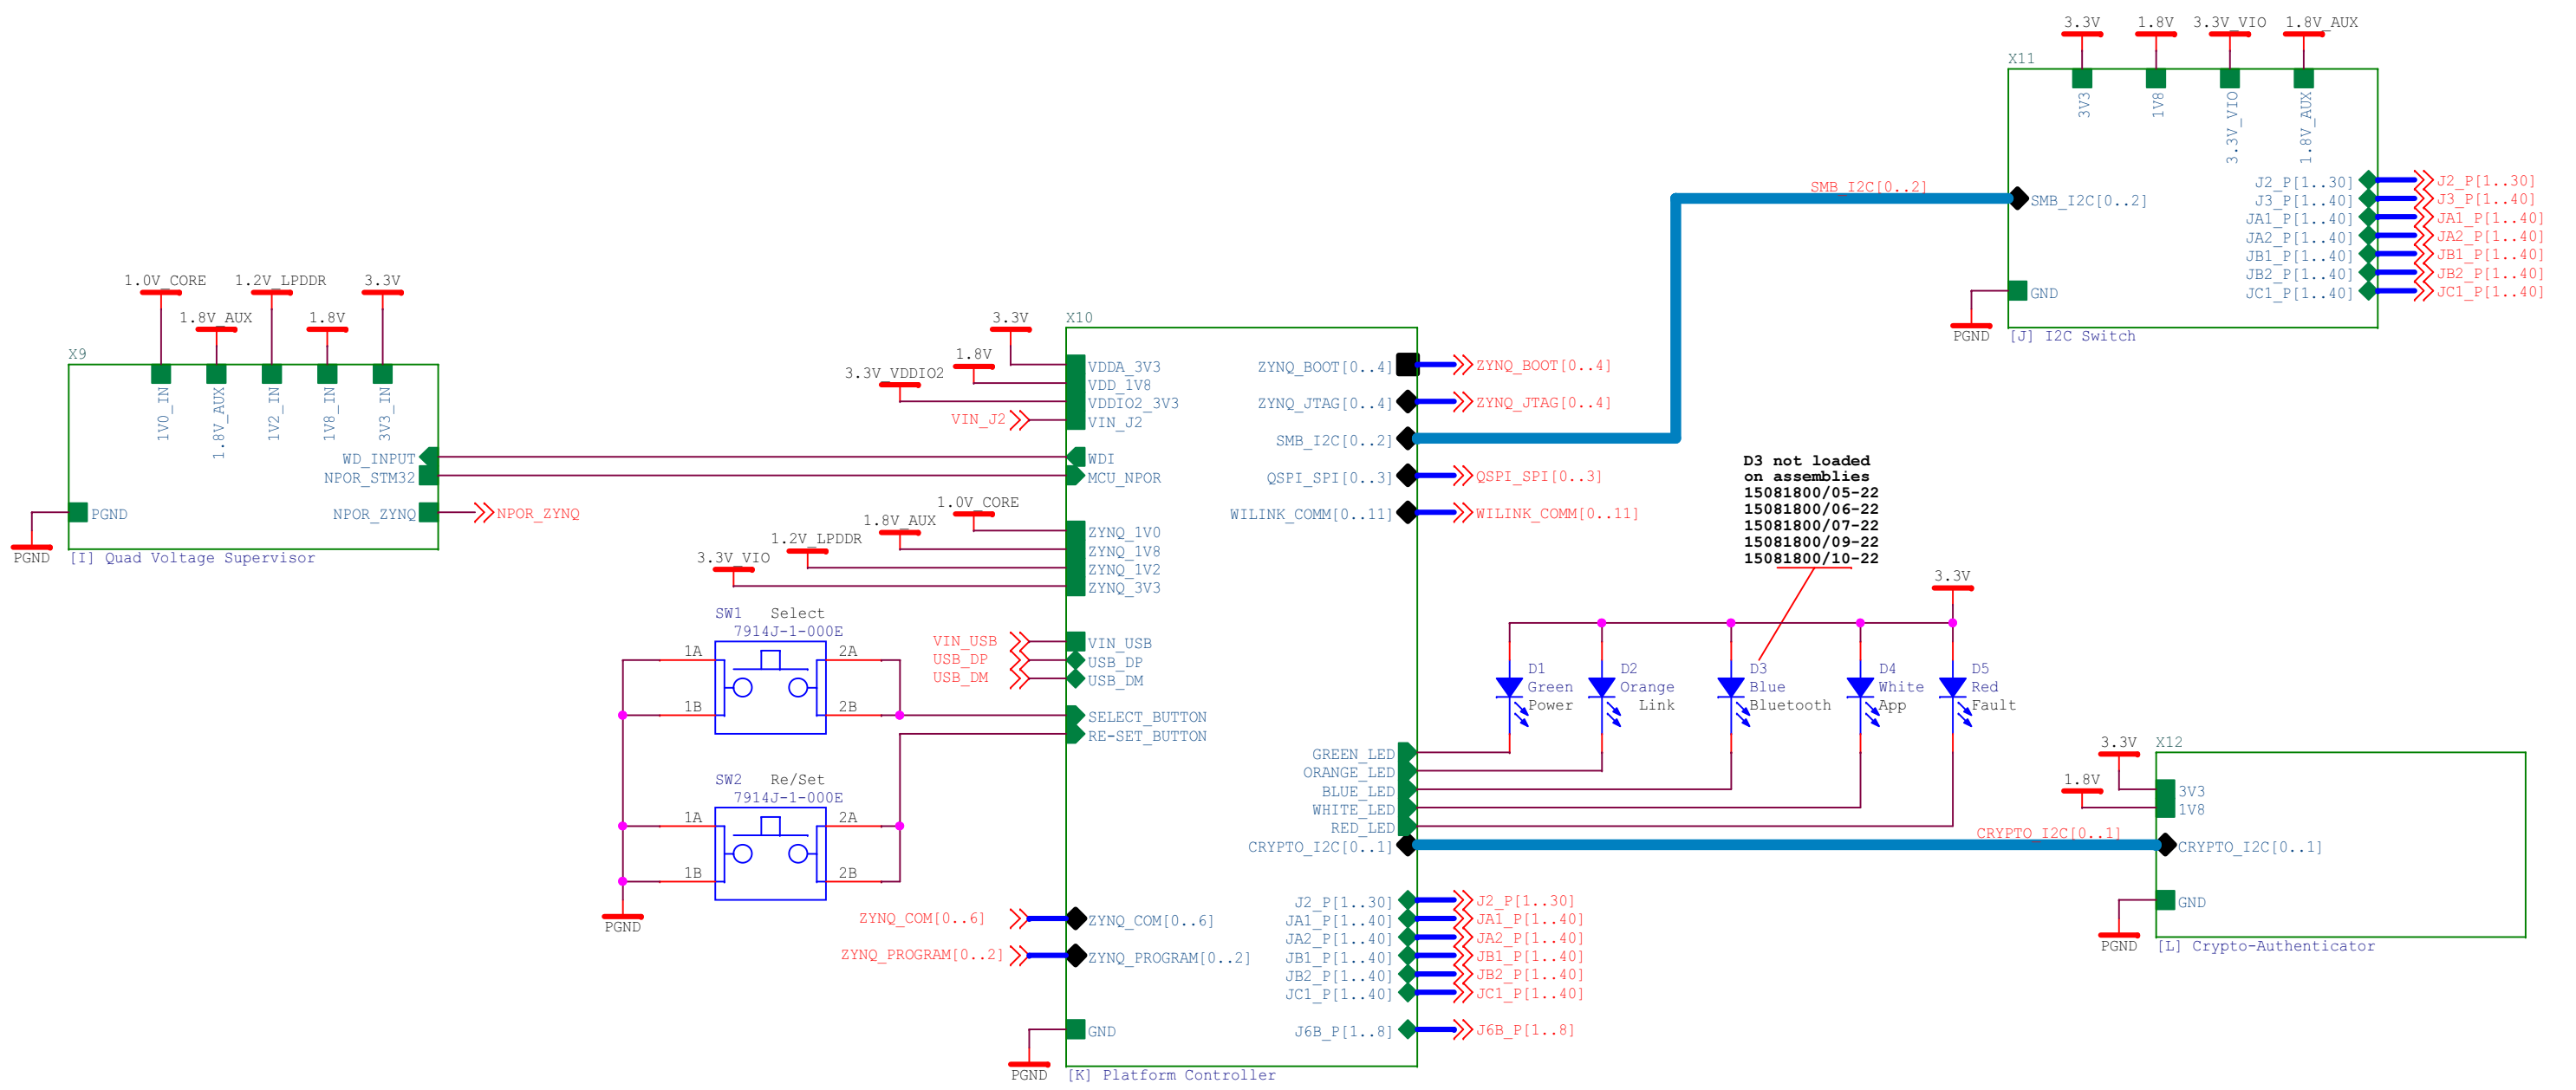 3.3V
1.8V
3.3V_VIO
1.8V_AUX
X11
3V3
1V8
3.3V_VIO
1.8V_AUX
SMB_I2C[0..2]
SMB_I2C[0..2]
J2_P[1..30]
J2_P[1..30]
J3_P[1..40]
J3_P[1..40]
JA1_P[1..40]
JA1_P[1..40]
JA2_P[1..40]
JA2_P[1..40]
JB1_P[1..40]
JB1_P[1..40]
JB2_P[1..40]
JB2_P[1..40]
JC1_P[1..40]
JC1_P[1..40]
GND
PGND
[J] I2C Switch
1.0V_CORE
1.2V_LPDDR
3.3V
1.8V_AUX
1.8V
X9
1V0_IN
1.8V_AUX
1V2_IN
1V8_IN
3V3_IN
WD_INPUT
NPOR_STM32
NPOR_ZYNQ
NPOR_ZYNQ
PGND
PGND
[I] Quad Voltage Supervisor
X10
3.3V
1.8V
3.3V_VDDIO2
VIN_J2
VDDA_3V3
VDD_1V8
VDDIO2_3V3
VIN_J2
WDI
MCU_NPOR
1.0V_CORE
1.8V_AUX
1.2V_LPDDR
3.3V_VIO
ZYNQ_1V0
ZYNQ_1V8
ZYNQ_1V2
ZYNQ_3V3
VIN_USB
USB_DP
USB_DM
VIN_USB
USB_DP
USB_DM
SELECT_BUTTON
RE-SET_BUTTON
SW1 Select
7914J-1-000E
1A
2A
1B
2B
SW2 Re/Set
7914J-1-000E
1A
2A
1B
2B
PGND
ZYNQ_COM[0..6]
ZYNQ_COM[0..6]
ZYNQ_PROGRAM[0..2]
ZYNQ_PROGRAM[0..2]
GND
PGND
[K] Platform Controller
ZYNQ_BOOT[0..4]
ZYNQ_BOOT[0..4]
ZYNQ_JTAG[0..4]
ZYNQ_JTAG[0..4]
SMB_I2C[0..2]
QSPI_SPI[0..3]
QSPI_SPI[0..3]
WILINK_COMM[0..11]
WILINK_COMM[0..11]
D3 not loaded
on assemblies
15081800/05-22
15081800/06-22
15081800/07-22
15081800/09-22
15081800/10-22
3.3V
D1
Green
Power
D2
Orange
Link
D3
Blue
Bluetooth
D4
White
App
D5
Red
Fault
GREEN_LED
ORANGE_LED
BLUE_LED
WHITE_LED
RED_LED
CRYPTO_I2C[0..1]
CRYPTO_I2C[0..1]
J2_P[1..30]
J2_P[1..30]
JA1_P[1..40]
JA1_P[1..40]
JA2_P[1..40]
JA2_P[1..40]
JB1_P[1..40]
JB1_P[1..40]
JB2_P[1..40]
JB2_P[1..40]
JC1_P[1..40]
JC1_P[1..40]
J6B_P[1..8]
J6B_P[1..8]
3.3V
X12
1.8V
3V3
1V8
CRYPTO_I2C[0..1]
GND
PGND
[L] Crypto-Authenticator